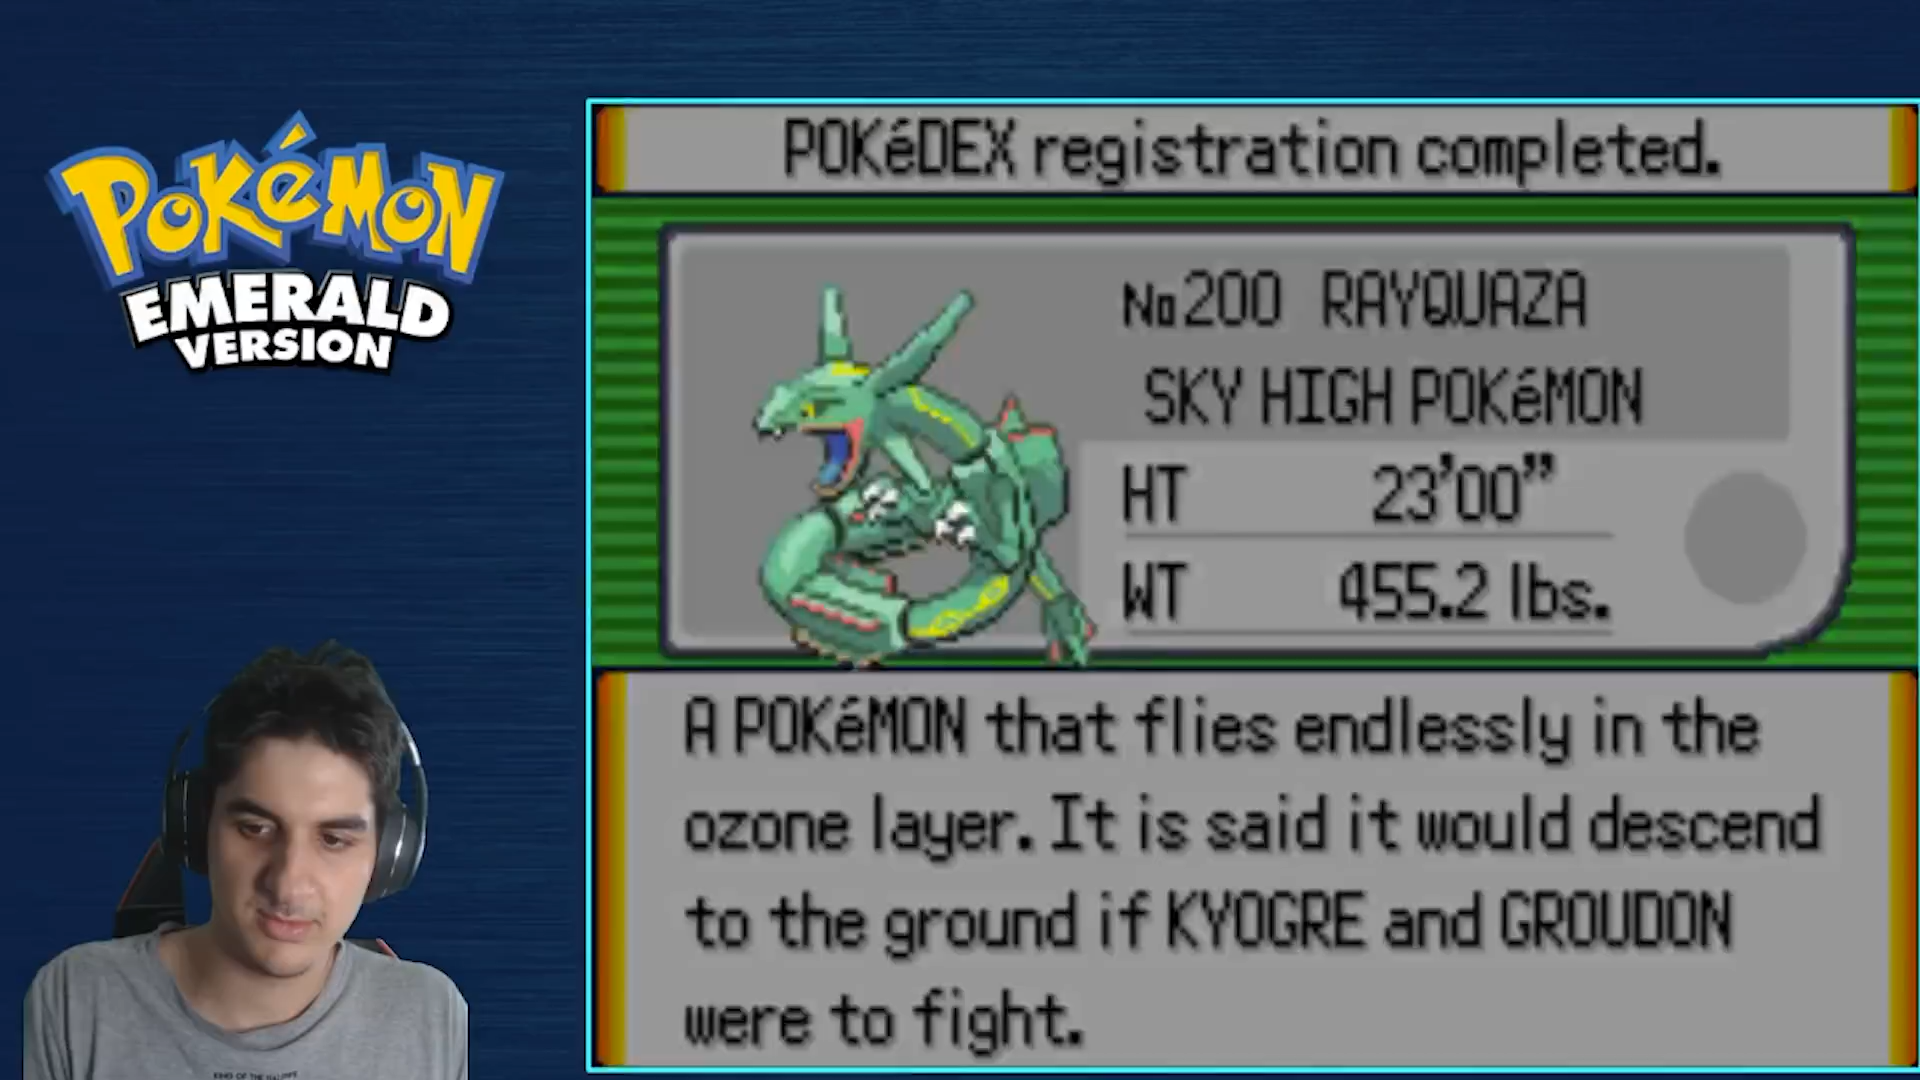 POKéMON
EMERALD
VERSION
POKéDEX registration completed.
No200 RAYQUAZA
SKY HIGH POKéMON
HT 23'00"
WT 455.2 lbs.
A POKéMON that flies endlessly in the
ozone layer. It is said it would descend
to the ground if KYOGRE and GROUDON
were to fight.